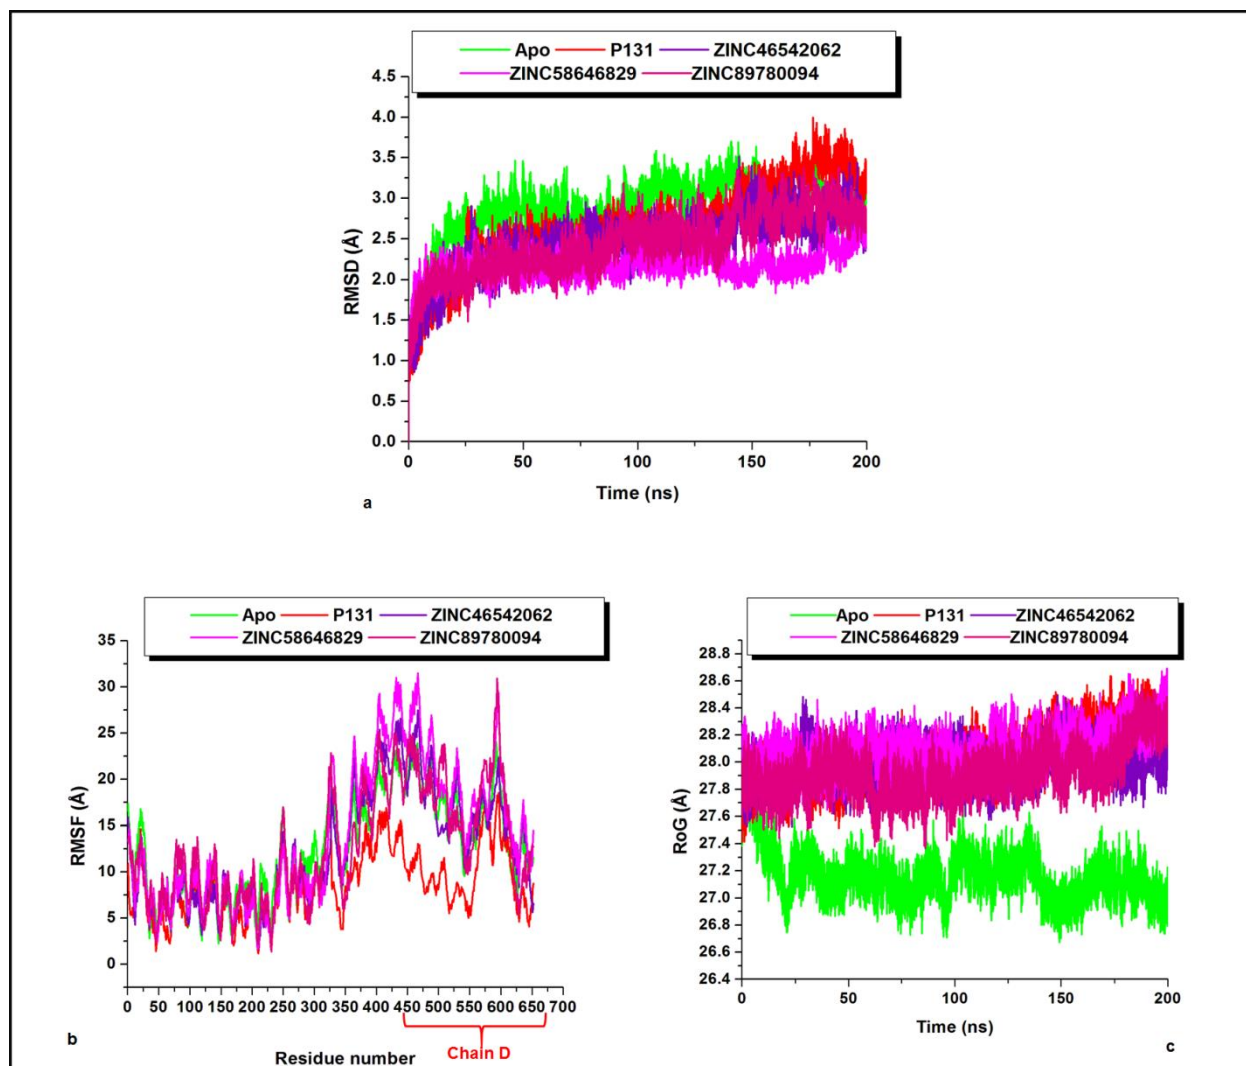 Apo P131 ZINC46542062
ZINC58646829 ZINC89780094
4.5
4.0
3.5
3.0
2.5
2.0
1.5
1.0
0.5
0.0
RMSD (Å)
0 50 100 150 200
Time (ns)
a
Apo P131 ZINC46542062
ZINC58646829 ZINC89780094
35
30
25
20
15
10
5
0
RMSF (Å)
0 50 100 150 200 250 300 350 400 450 500 550 600 650 700
Chain D
Residue number
b
Apo P131 ZINC46542062
ZINC58646829 ZINC89780094
28.8
28.6
28.4
28.2
28.0
27.8
27.6
27.4
27.2
27.0
26.8
26.6
26.4
RoG (Å)
0 50 100 150 200
Time (ns)
c